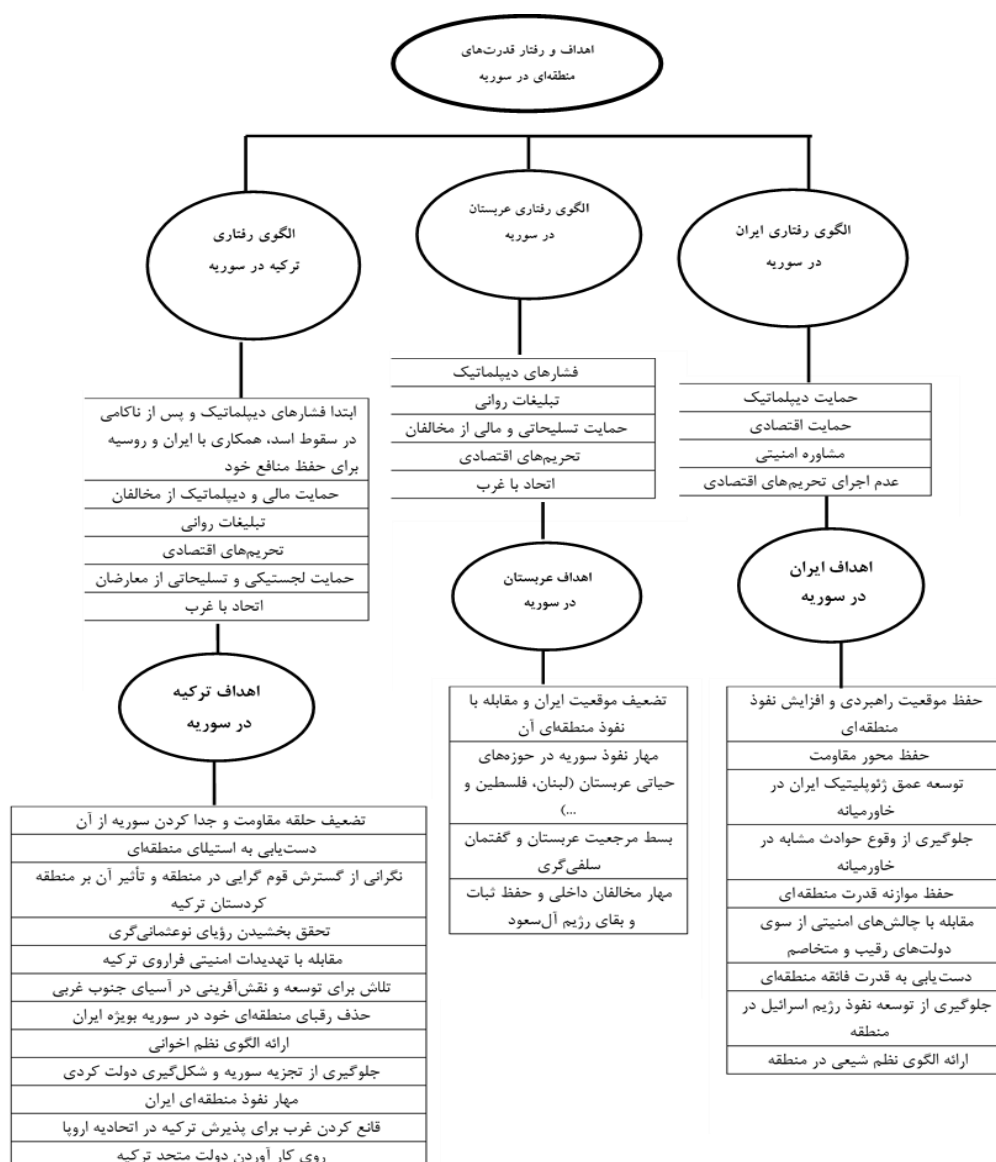 اهداف و رفتار قدرت‌های
منطقه‌ای در سوریه
الگوی رفتاری ایران
در سوریه
حمایت دیپلماتیک
حمایت اقتصادی
مشاوره امنیتی
عدم اجرای تحریم‌های اقتصادی
اهداف ایران
در سوریه
حفظ موقعیت راهبردی و افزایش نفوذ
منطقه‌ای
حفظ محور مقاومت
توسعه عمق ژئوپلیتیک ایران در
خاورمیانه
جلوگیری از وقوع حوادث مشابه در
خاورمیانه
حفظ موازنه قدرت منطقه‌ای
مقابله با چالش‌های امنیتی از سوی
دولت‌های رقیب و متخاصم
دست‌یابی به قدرت فائقه منطقه‌ای
جلوگیری از توسعه نفوذ رژیم اسرائیل در
منطقه
ارائه الگوی نظم شیعی در منطقه
الگوی رفتاری عربستان
در سوریه
فشارهای دیپلماتیک
تبلیغات روانی
حمایت تسلیحاتی و مالی از مخالفان
تحریم‌های اقتصادی
اتحاد با غرب
اهداف عربستان
در سوریه
تضعیف موقعیت ایران و مقابله با
نفوذ منطقه‌ای آن
مهار نفوذ سوریه در حوزه‌های
حیاتی عربستان (لبنان، فلسطین و
...)
بسط مرجعیت عربستان و گفتمان
سلفی‌گری
مهار مخالفان داخلی و حفظ ثبات
و بقای رژیم آل‌سعود
الگوی رفتاری
ترکیه در سوریه
ابتدا فشارهای دیپلماتیک و پس از ناکامی
در سقوط اسد، همکاری با ایران و روسیه
برای حفظ منافع خود
حمایت مالی و دیپلماتیک از مخالفان
تبلیغات روانی
تحریم‌های اقتصادی
حمایت لجستیکی و تسلیحاتی از معارضان
اتحاد با غرب
اهداف ترکیه
در سوریه
تضعیف حلقه مقاومت و جدا کردن سوریه از آن
دست‌یابی به استیلای منطقه‌ای
نگرانی از گسترش قوم گرایی در منطقه و تأثیر آن بر منطقه
کردستان ترکیه
تحقق بخشیدن رؤیای نوعثمانی‌گری
مقابله با تهدیدات امنیتی فراروی ترکیه
تلاش برای توسعه و نقش‌آفرینی در آسیای جنوب غربی
حذف رقبای منطقه‌ای خود در سوریه بویژه ایران
ارائه الگوی نظم اخوانی
جلوگیری از تجزیه سوریه و شکل‌گیری دولت کردی
مهار نفوذ منطقه‌ای ایران
قانع کردن غرب برای پذیرش ترکیه در اتحادیه اروپا
روی کار آوردن دولت متحد ترکیه